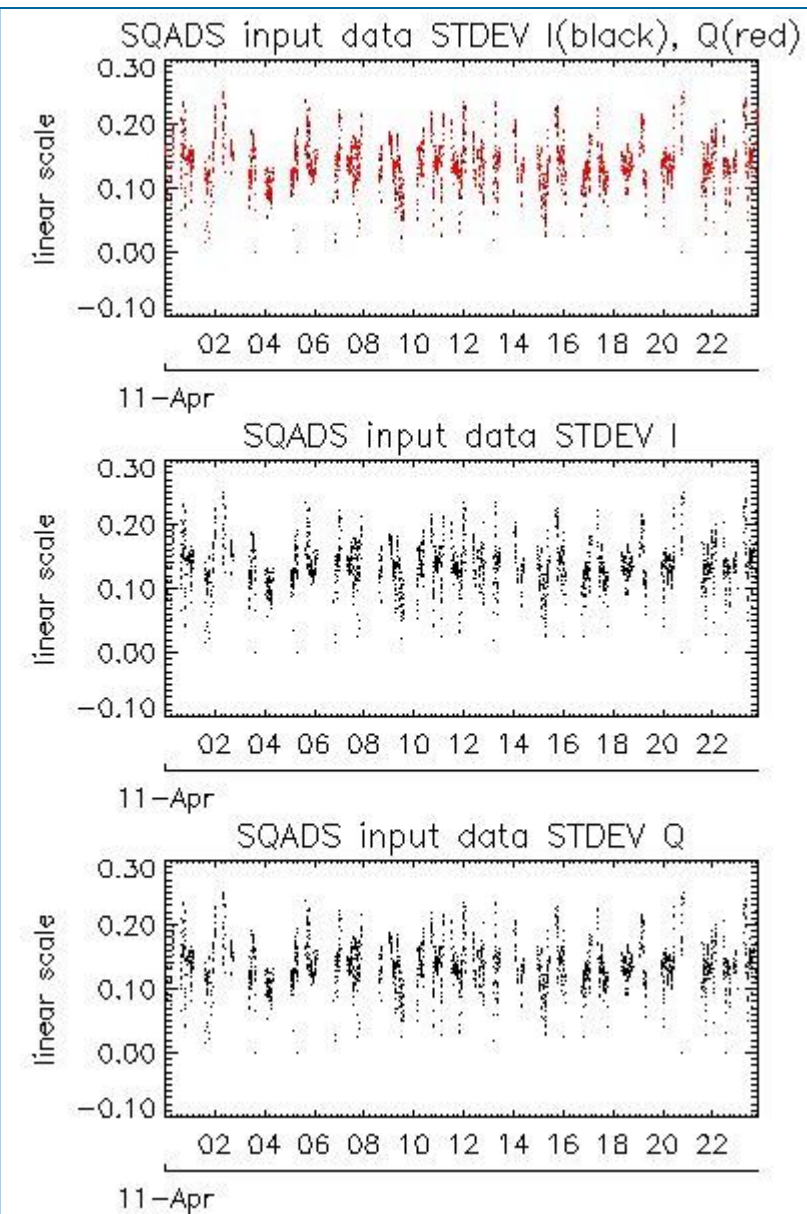 SQADS input data STDEV I(black), Q(red)
0.30
0.20
0.10
0.00
-0.10
linear scale
02 04 06 08 10 12 14 16 18 20 22
11-Apr
SQADS input data STDEV I
0.30
0.20
0.10
0.00
-0.10
linear scale
02 04 06 08 10 12 14 16 18 20 22
11-Apr
SQADS input data STDEV Q
0.30
0.20
0.10
0.00
-0.10
linear scale
02 04 06 08 10 12 14 16 18 20 22
11-Apr